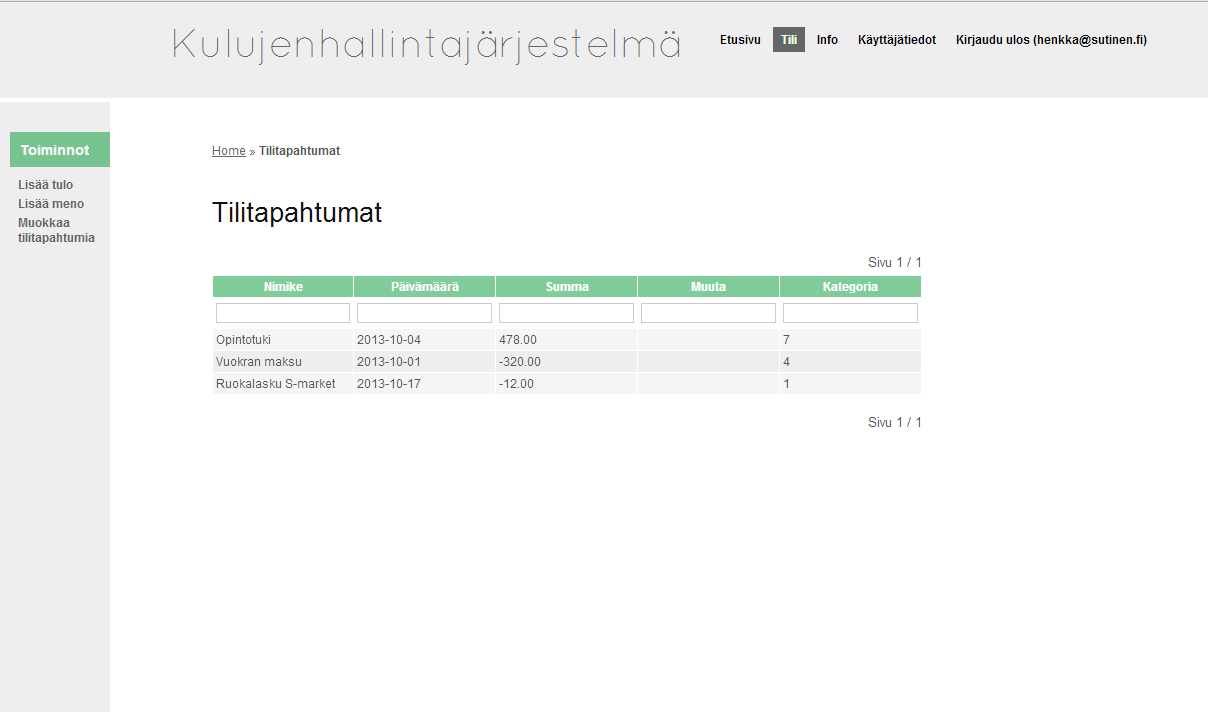 Kulujenhallintajärjestelmä
Etusivu Tili Info Käyttäjätiedot Kirjaudu ulos (henkka@sutinen.fi)
Toiminnot
Lisää tulo
Lisää meno
Muokkaa
tilitapahtumia
Home » Tilitapahtumat
Tilitapahtumat
Sivu 1 / 1
Nimike Päivämäärä Summa Muuta Kategoria
Opintotuki 2013-10-04 478.00 7
Vuokran maksu 2013-10-01 -320.00 4
Ruokalasku S-market 2013-10-17 -12.00 1
Sivu 1 / 1